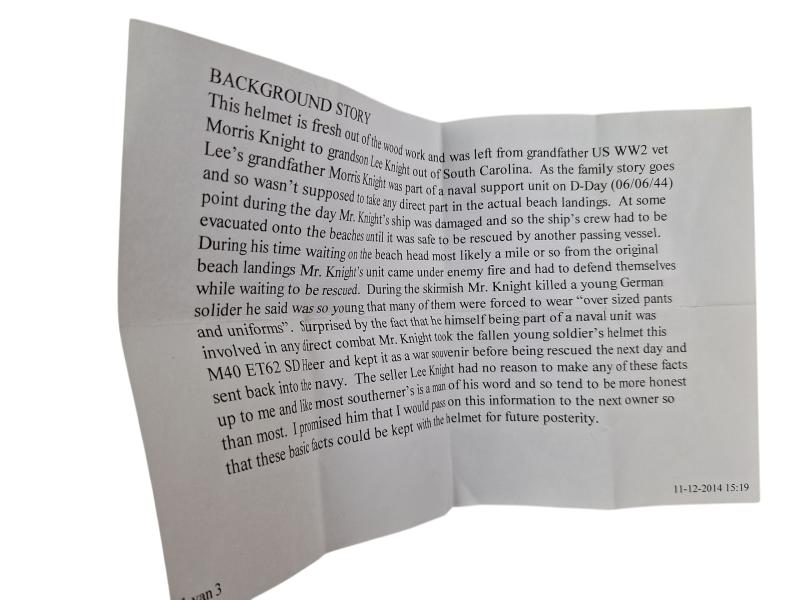 BACKGROUND STORY
This helmet is fresh out of the wood work and was left from grandfather US WW2 vet
Morris Knight to grandson Lee Knight out of South Carolina. As the family story goes
Lee's grandfather Morris Knight was part of a naval support unit on D-Day (06/06/44)
and so wasn't supposed to take any direct part in the actual beach landings. At some
point during the day Mr. Knight's ship was damaged and so the ship's crew had to be
evacuated onto the beaches until it was safe to be rescued by another passing vessel.
During his time waiting on the beach head most likely a mile or so from the original
beach landings Mr. Knight's unit came under enemy fire and had to defend themselves
while waiting to be rescued. During the skirmish Mr. Knight killed a young German
solider he said was so young that many of them were forced to wear "over sized pants
and uniforms". Surprised by the fact that he himself being part of a naval unit was
involved in any direct combat Mr. Knight took the fallen young soldier's helmet this
M40 ET62 SD Heer and kept it as a war souvenir before being rescued the next day and
sent back into the navy. The seller Lee Knight had no reason to make any of these facts
up to me and like most southerner's is a man of his word and so tend to be more honest
than most. I promised him that I would pass on this information to the next owner so
that these basic facts could be kept with the helmet for future posterity.
11-12-2014 15:19
van 3